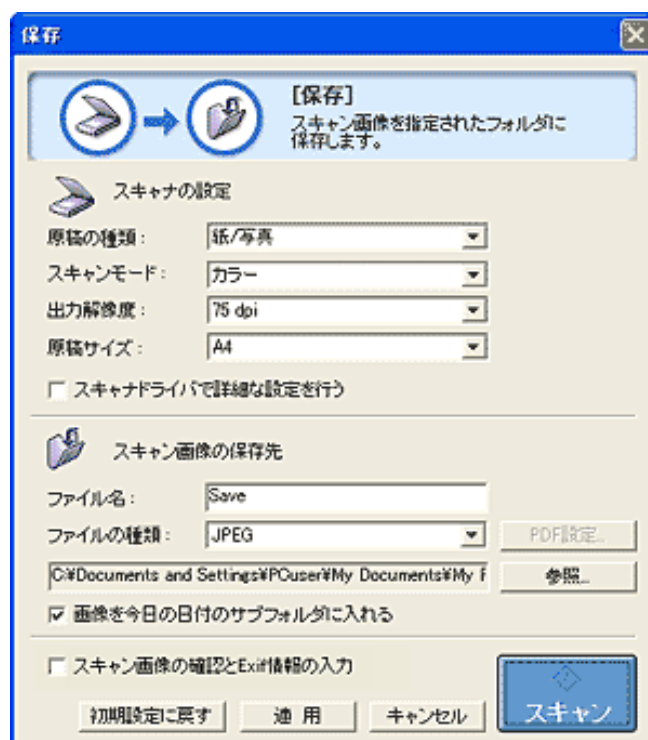 保存
[保存]
スキャン画像を指定されたフォルダに
保存します。
スキャナの設定
原稿の種類: 紙/写真
スキャンモード: カラー
出力解像度: 75 dpi
原稿サイズ: A4
スキャナドライバで詳細な設定を行う
スキャン画像の保存先
ファイル名: Save
ファイルの種類: JPEG PDF設定...
C:¥Documents and Settings¥PCuser¥My Documents¥My F 参照...
画像を今日の日付のサブフォルダに入れる
スキャン画像の確認とExif情報の入力
初期設定に戻す 適用 キャンセル スキャン